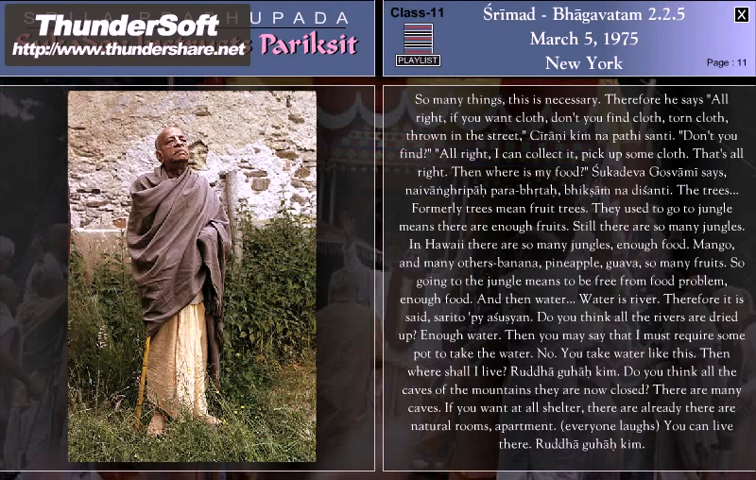 SRILA PRABHUPADA
ThunderSoft
http://www.thundershare.net
Pariksit
Class-11
PLAYLIST
Śrīmad - Bhāgavatam 2.2.5
March 5, 1975
New York
X
Page : 11
So many things, this is necessary. Therefore he says "All
right, if you want cloth, don't you find cloth, torn cloth,
thrown in the street," Cīrāṇi kiṁ na pathi santi. "Don't you
find?" "All right, I can collect it, pick up some cloth. That's all
right. Then where is my food?" Śukadeva Gosvāmī says,
naivāṅghripāḥ para-bhṛtaḥ, bhikṣāṁ na diśanti. The trees...
Formerly trees mean fruit trees. They used to go to jungle
means there are enough fruits. Still there are so many jungles.
In Hawaii there are so many jungles, enough food. Mango,
and many others-banana, pineapple, guava, so many fruits. So
going to the jungle means to be free from food problem,
enough food. And then water... Water is river. Therefore it is
said, sarito 'py aśuṣyan. Do you think all the rivers are dried
up? Enough water. Then you may say that I must require some
pot to take the water. No. You take water like this. Then
where shall I live? Ruddhā guhāḥ kim. Do you think all the
caves of the mountains they are now closed? There are many
caves. If you want at all shelter, there are already there are
natural rooms, apartment. (everyone laughs) You can live
there. Ruddhā guhāḥ kim.